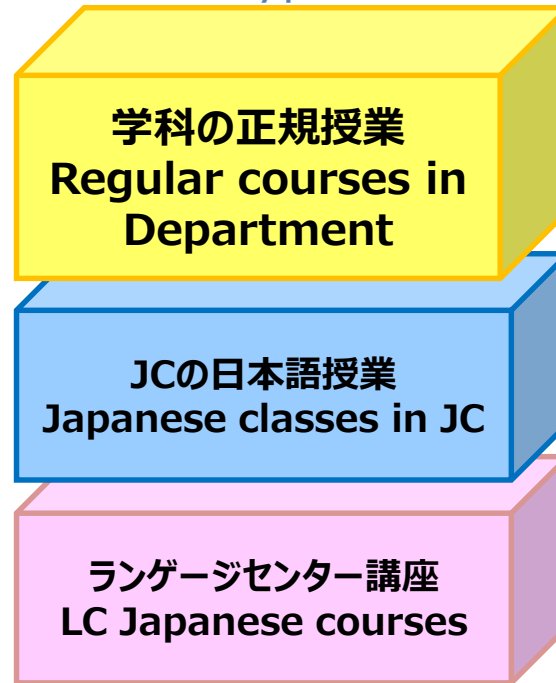 学科の正規授業
Regular courses in
Department
JCの日本語授業
Japanese classes in JC
ランゲージセンター講座
LC Japanese courses